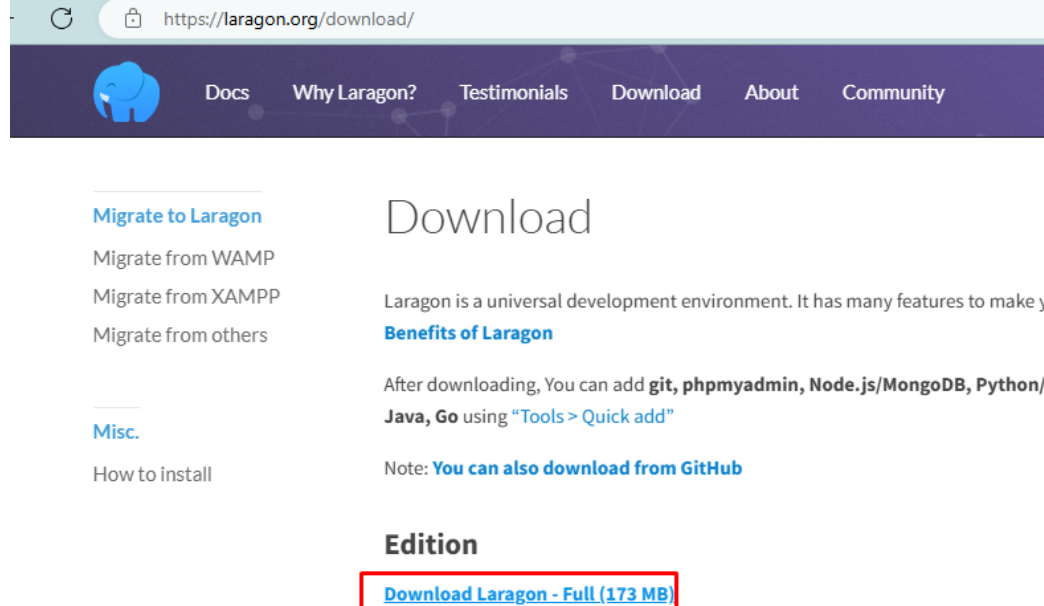 https://laragon.org/download/
Docs Why Laragon? Testimonials Download About Community
Migrate to Laragon
Migrate from WAMP
Migrate from XAMPP
Migrate from others
Misc.
How to install
Download
Laragon is a universal development environment. It has many features to make
Benefits of Laragon
After downloading, You can add git, phpmyadmin, Node.js/MongoDB, Python/
Java, Go using “Tools > Quick add”
Note: You can also download from GitHub
Edition
Download Laragon - Full (173 MB)